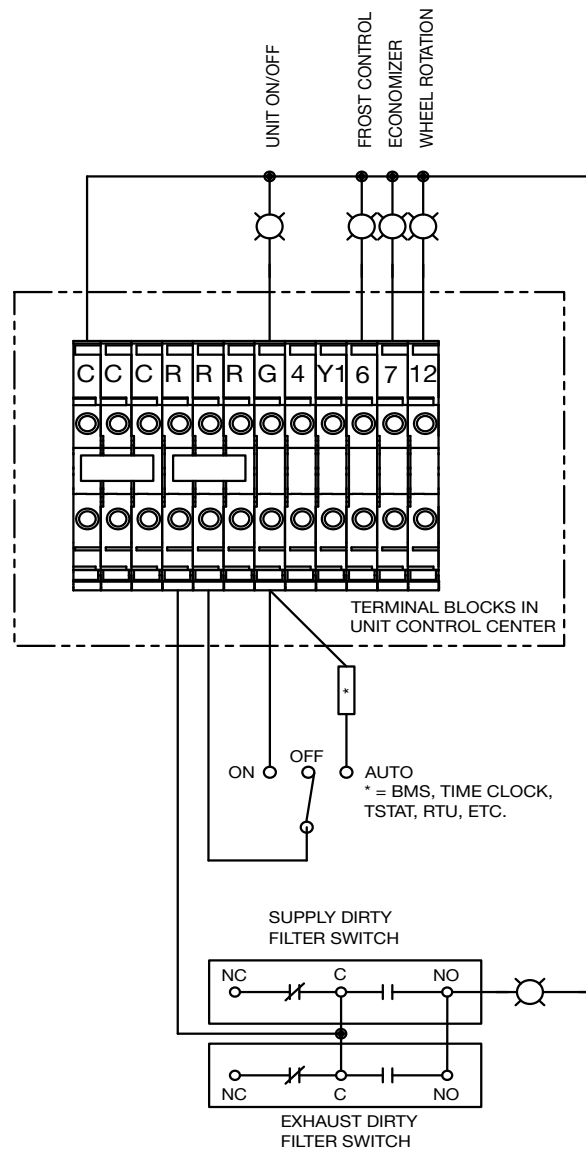 UNIT ON/OFF
FROST CONTROL
ECONOMIZER
WHEEL ROTATION
C C C R R R G 4 Y1 6 7 12
TERMINAL BLOCKS IN
UNIT CONTROL CENTER
*
ON
OFF
AUTO
* = BMS, TIME CLOCK,
TSTAT, RTU, ETC.
SUPPLY DIRTY
FILTER SWITCH
NC C NO
NC C NO
EXHAUST DIRTY
FILTER SWITCH